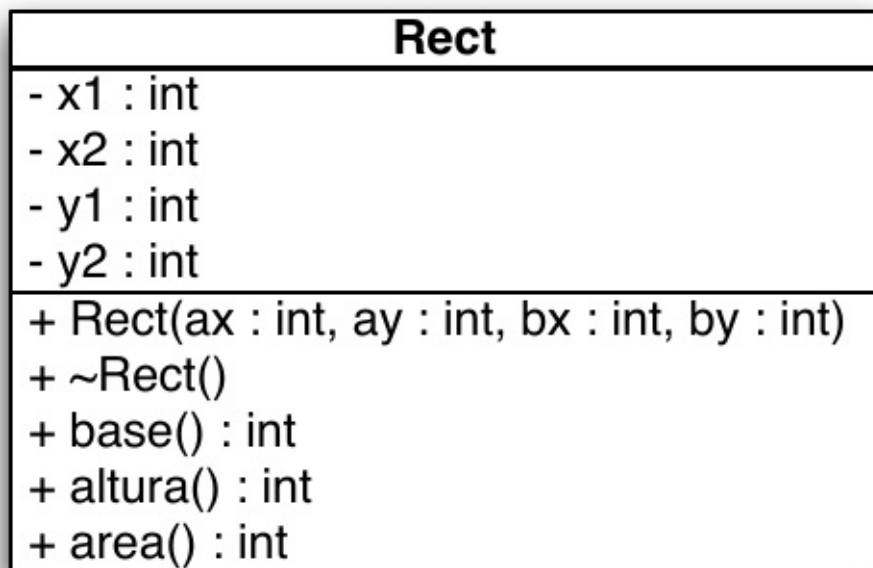 Rect
- x1 : int
- x2 : int
- y1 : int
- y2 : int
+ Rect(ax : int, ay : int, bx : int, by : int)
+ ~Rect()
+ base() : int
+ altura() : int
+ area() : int